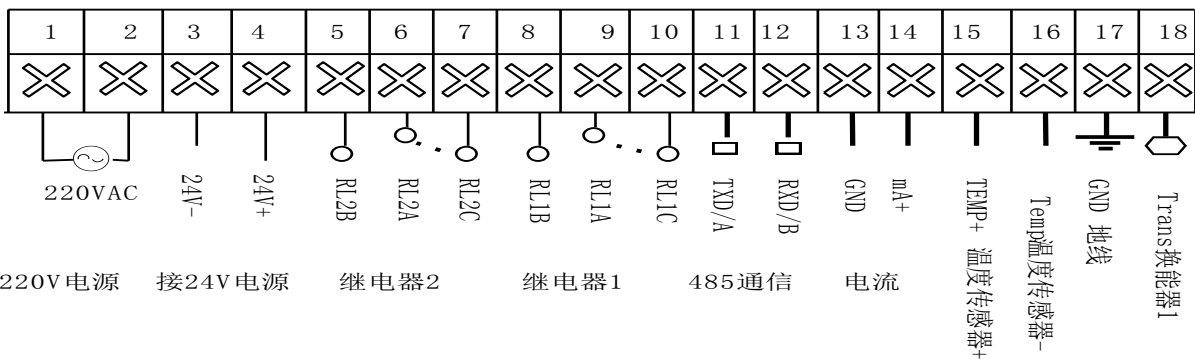 1 2 3 4 5 6 7 8 9 10 11 12 13 14 15 16 17 18
220VAC
24V-
24V+
RL2B
RL2A
RL2C
RL1B
RL1A
RL1C
TXD/A
RXD/B
GND
mA+
TEMP+ 温度传感器+
Temp温度传感器-
GND 地线
Trans换能器1
220V电源 接24V电源 继电器2 继电器1 485通信 电流